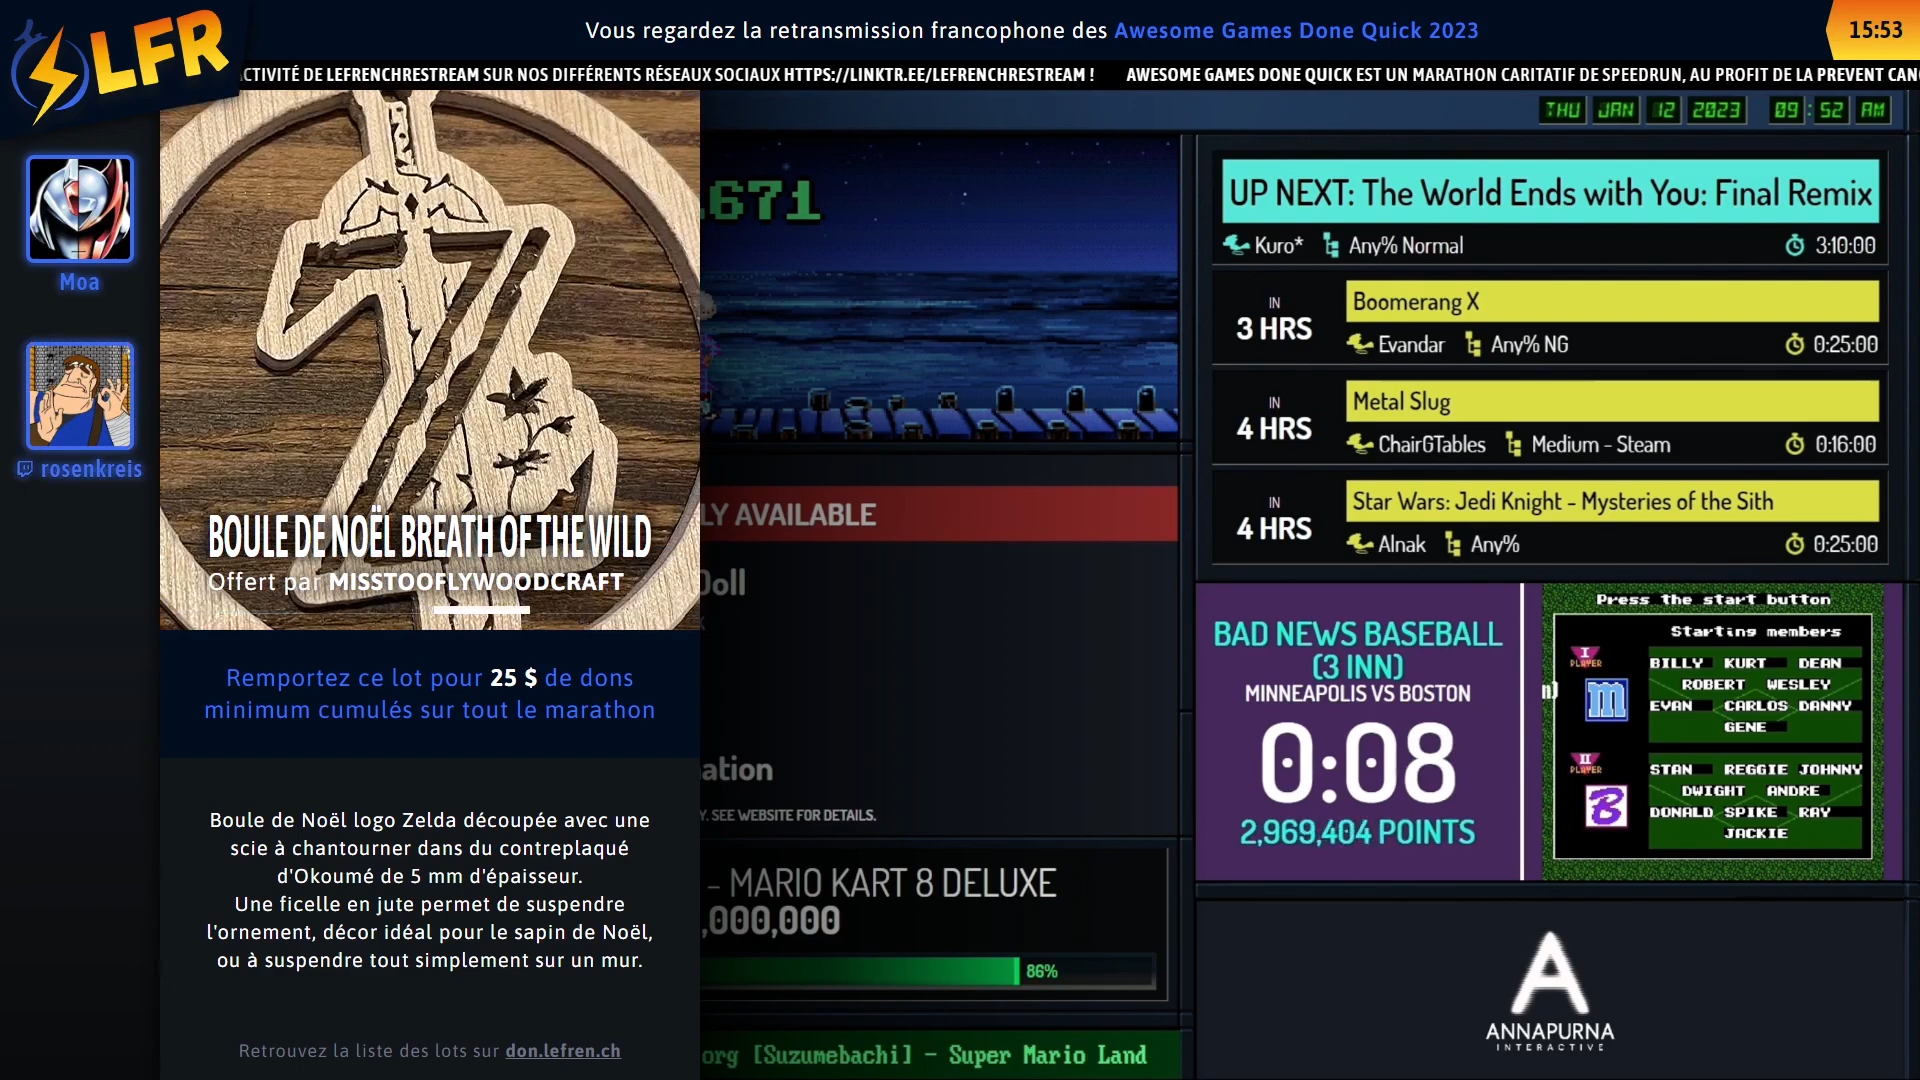 LFR
Vous regardez la retransmission francophone des Awesome Games Done Quick 2023
15:53
CTIVITÉ DE LEFRENCHRESTREAM SUR NOS DIFFÉRENTS RÉSEAUX SOCIAUX HTTPS://LINKTR.EE/LEFRENCHRESTREAM ! AWESOME GAMES DONE QUICK EST UN MARATHON CARITATIF DE SPEEDRUN, AU PROFIT DE LA PREVENT CAN
THU JAN 12 2023 09:52 AM
Moa
rosenkreis
BOULE DE NOËL BREATH OF THE WILD
Offert par MISSTOOFLYWOODCRAFT
Remportez ce lot pour 25 $ de dons
minimum cumulés sur tout le marathon
Boule de Noël logo Zelda découpée avec une
scie à chantourner dans du contreplaqué
d'Okoumé de 5 mm d'épaisseur.
Une ficelle en jute permet de suspendre
l'ornement, décor idéal pour le sapin de Noël,
ou à suspendre tout simplement sur un mur.
Retrouvez la liste des lots sur don.lefren.ch
.671
LY AVAILABLE
Doll
ation
Y. SEE WEBSITE FOR DETAILS.
– MARIO KART 8 DELUXE
,000,000
86%
org [Suzumebachi] – Super Mario Land
UP NEXT: The World Ends with You: Final Remix
Kuro* Any% Normal 3:10:00
IN
3 HRS
Boomerang X
Evandar Any% NG 0:25:00
IN
4 HRS
Metal Slug
ChairGTables Medium - Steam 0:16:00
IN
4 HRS
Star Wars: Jedi Knight - Mysteries of the Sith
Alnak Any% 0:25:00
BAD NEWS BASEBALL
(3 INN)
MINNEAPOLIS VS BOSTON
0:08
2,969,404 POINTS
n)
Press the start button
Starting members
I
PLAYER
m
BILLY KURT DEAN
ROBERT WESLEY
EVAN CARLOS DANNY
GENE
II
PLAYER
B
STAN REGGIE JOHNNY
DWIGHT ANDRE
DONALD SPIKE RAY
JACKIE
ANNAPURNA
INTERACTIVE